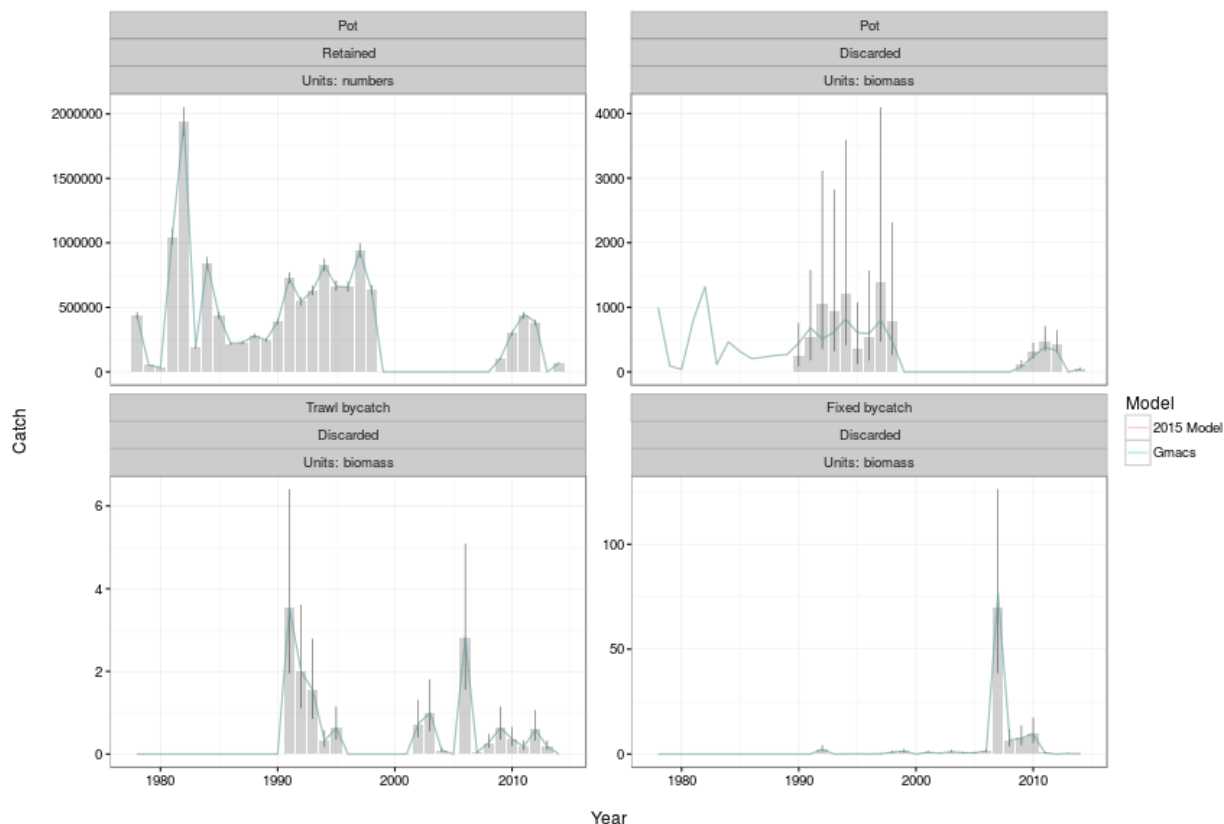 Pot
Retained
Units: numbers
2000000
1500000
1000000
500000
0
Pot
Discarded
Units: biomass
4000
3000
2000
1000
0
Trawl bycatch
Discarded
Units: biomass
6
4
2
0
1980 1990 2000 2010
Fixed bycatch
Discarded
Units: biomass
100
50
0
1980 1990 2000 2010
Catch
Year
Model
2015 Model
Gmacs